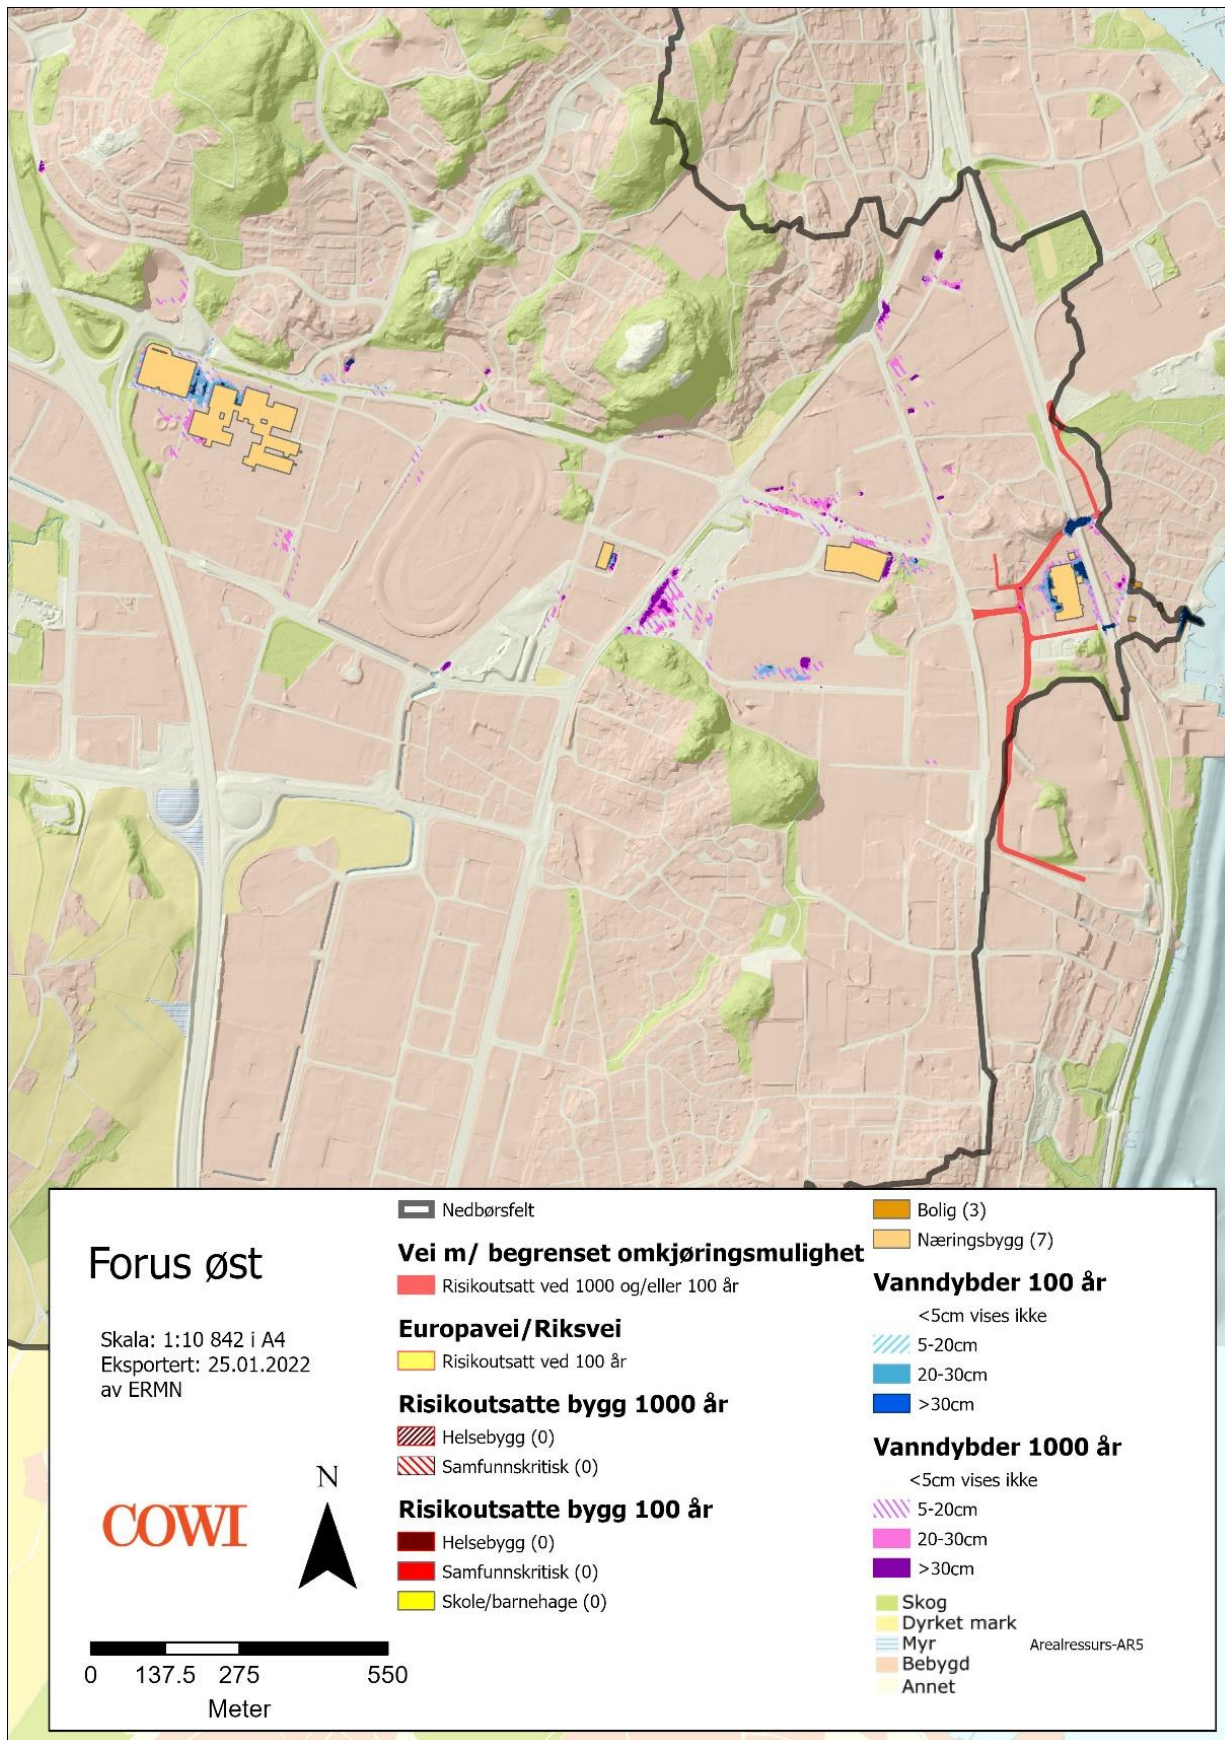 Forus øst
Skala: 1:10 842 i A4
Eksportert: 25.01.2022
av ERMN
COWI
N
0 137.5 275 550
Meter
Nedbørsfelt
Vei m/ begrenset omkjøringsmulighet
Risikoutsatt ved 1000 og/eller 100 år
Europavei/Riksvei
Risikoutsatt ved 100 år
Risikoutsatte bygg 1000 år
Helsebygg (0)
Samfunnskritisk (0)
Risikoutsatte bygg 100 år
Helsebygg (0)
Samfunnskritisk (0)
Skole/barnehage (0)
Bolig (3)
Næringsbygg (7)
Vanndybder 100 år
<5cm vises ikke
5-20cm
20-30cm
>30cm
Vanndybder 1000 år
<5cm vises ikke
5-20cm
20-30cm
>30cm
Skog
Dyrket mark
Myr
Bebygd
Annet
Arealressurs-AR5